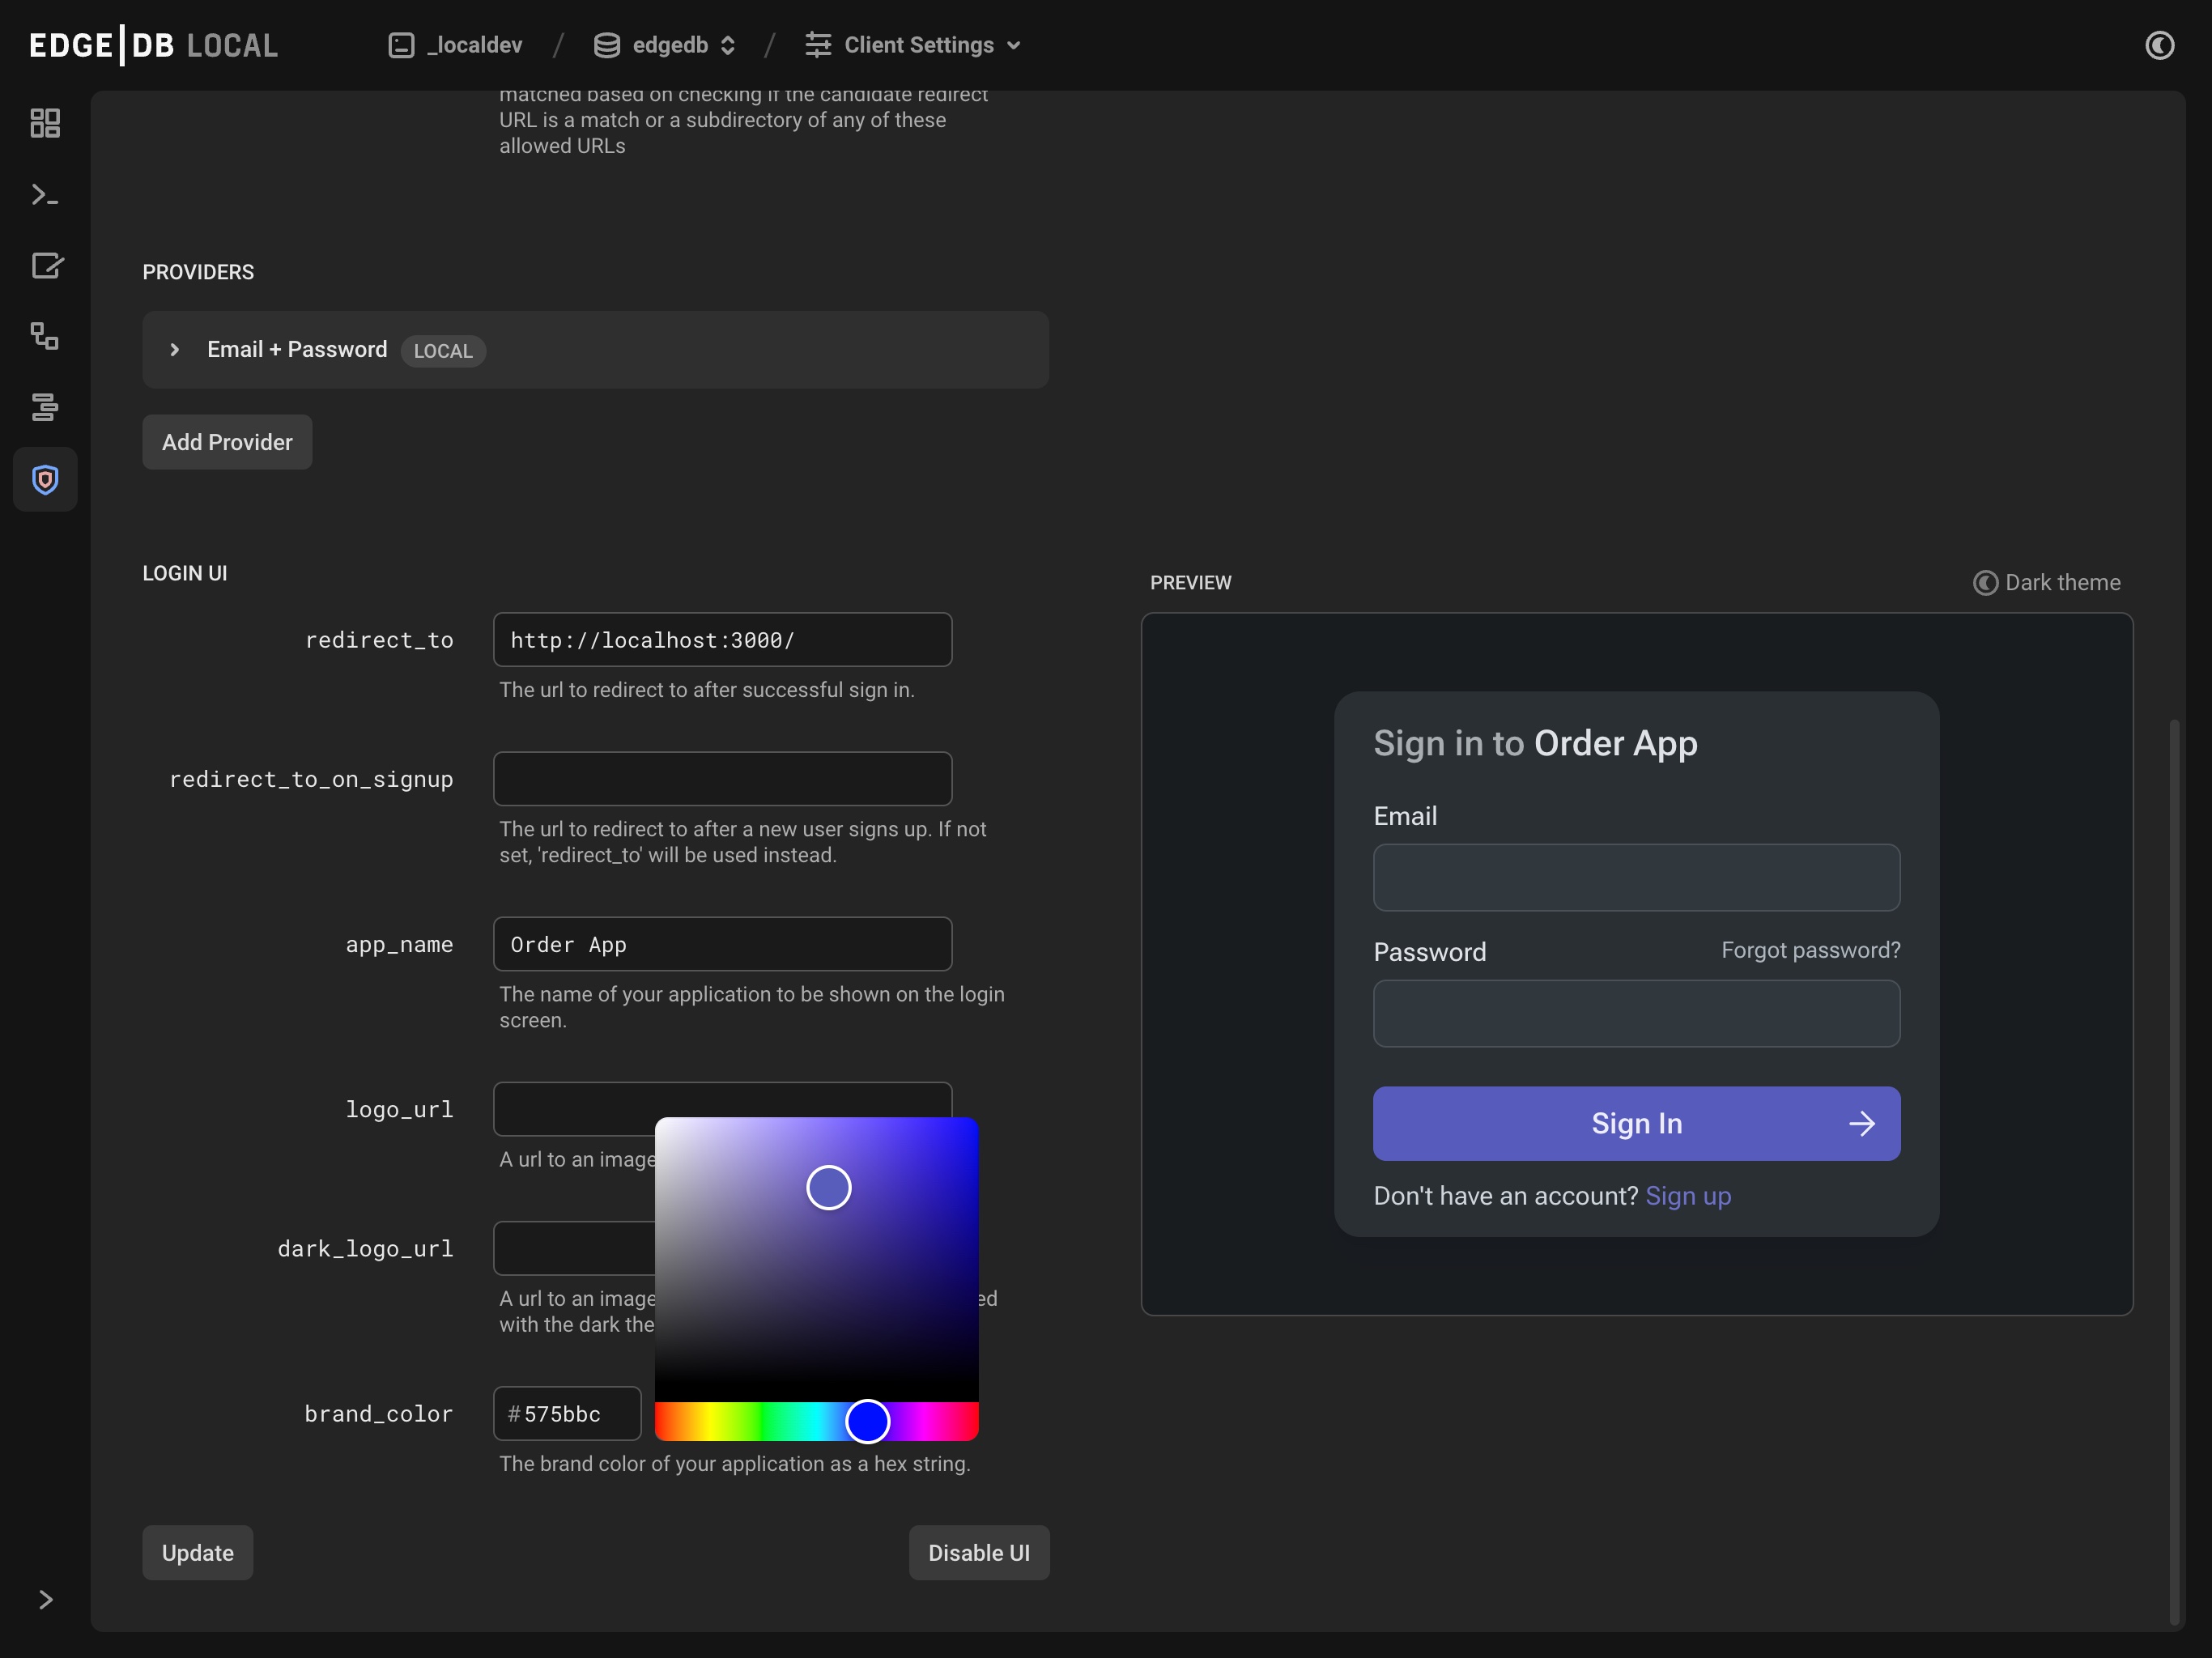 EDGE|DB LOCAL
_localdev / edgedb / Client Settings
matched based on checking if the candidate redirect
URL is a match or a subdirectory of any of these
allowed URLs
PROVIDERS
Email + Password LOCAL
Add Provider
LOGIN UI
redirect_to
http://localhost:3000/
The url to redirect to after successful sign in.
redirect_to_on_signup
The url to redirect to after a new user signs up. If not
set, 'redirect_to' will be used instead.
app_name
Order App
The name of your application to be shown on the login
screen.
logo_url
A url to an image
dark_logo_url
A url to an image
with the dark the
brand_color
#575bbc
The brand color of your application as a hex string.
Update
Disable UI
PREVIEW
Dark theme
Sign in to Order App
Email
Password
Forgot password?
Sign In
Don't have an account? Sign up